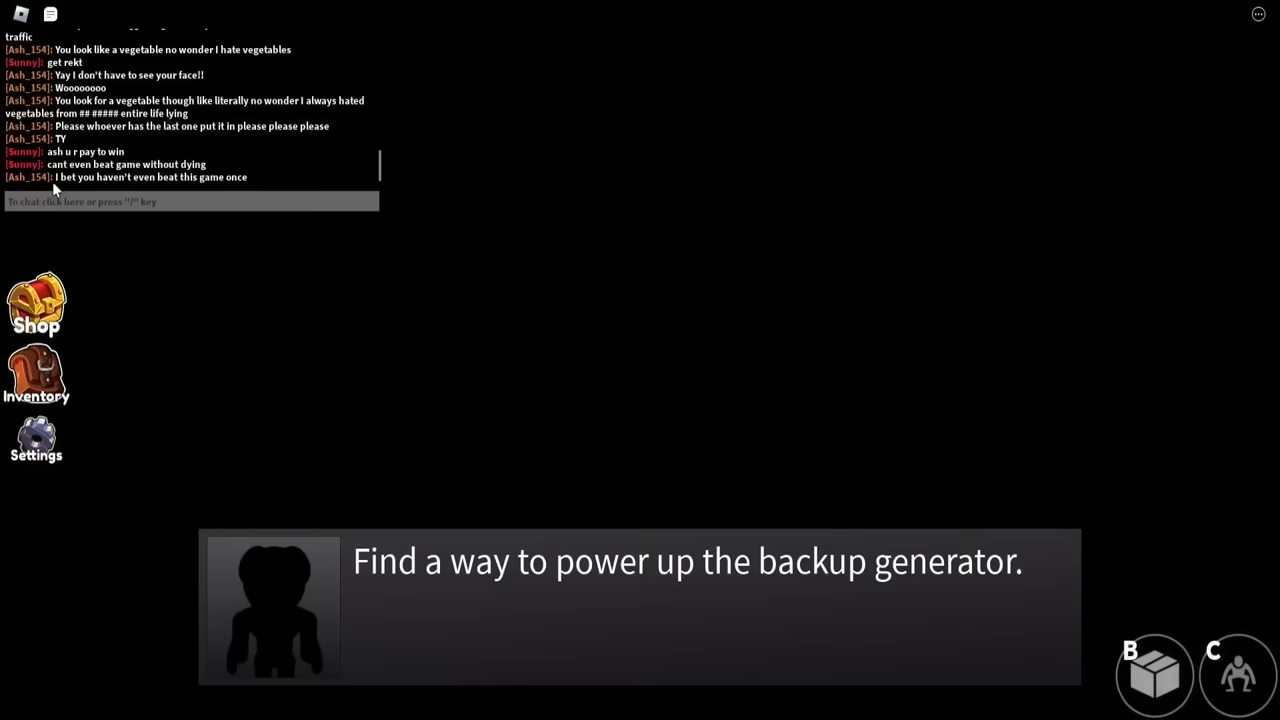 traffic
[Ash_154]: You look like a vegetable no wonder I hate vegetables
[Sunny]: get rekt
[Ash_154]: Yay I don't have to see your face!!
[Ash_154]: Woooooooo
[Ash_154]: You look for a vegetable though like literally no wonder I always hated
vegetables from ## ##### entire life lying
[Ash_154]: Please whoever has the last one put it in please please please
[Ash_154]: TY
[Sunny]: ash u r pay to win
[Sunny]: cant even beat game without dying
[Ash_154]: I bet you haven't even beat this game once
To chat click here or press "/" key
Shop
Inventory
Settings
Find a way to power up the backup generator.
B
C